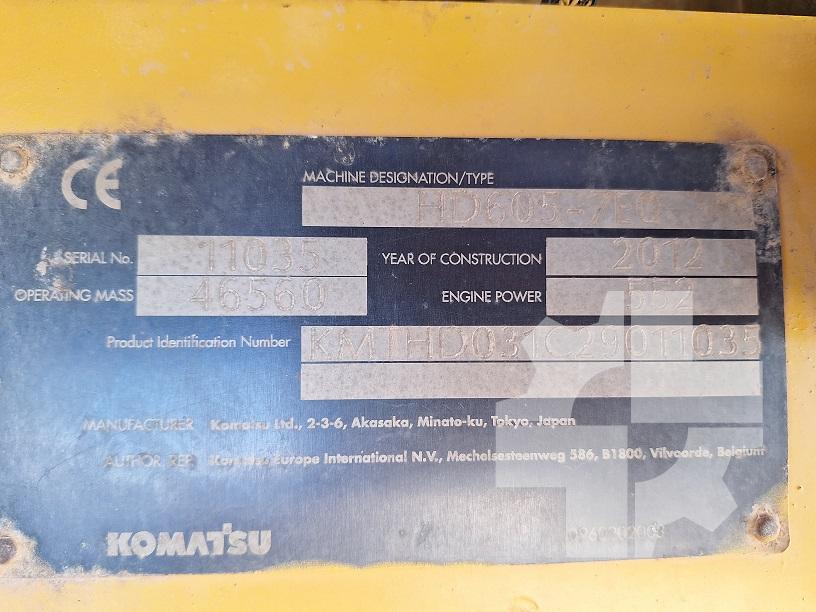 CE
MACHINE DESIGNATION/TYPE
HD605-7E0
SERIAL No. 11035 YEAR OF CONSTRUCTION 2012
OPERATING MASS 46560 ENGINE POWER 552
Product Identification Number KMTHD031C29011035
MANUFACTURER Komatsu Ltd., 2-3-6, Akasaka, Minato-ku, Tokyo, Japan
AUTHOR REP. Komatsu Europe International N.V., Mechelsesteenweg 586, B1800, Vilvoorde, Belgium
KOMATSU